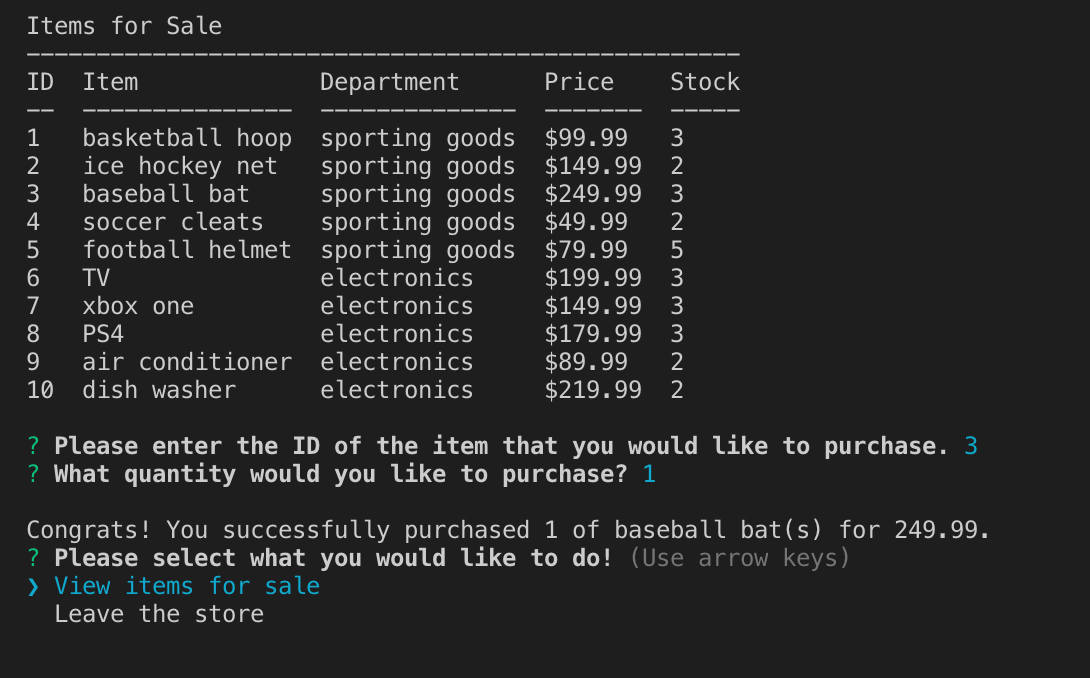 Items for Sale
---------------------------------------------------
ID  Item             Department      Price    Stock
--  ---------------  --------------  -------  -----
1   basketball hoop  sporting goods  $99.99   3
2   ice hockey net   sporting goods  $149.99  2
3   baseball bat     sporting goods  $249.99  3
4   soccer cleats    sporting goods  $49.99   2
5   football helmet  sporting goods  $79.99   5
6   TV               electronics     $199.99  3
7   xbox one         electronics     $149.99  3
8   PS4              electronics     $179.99  3
9   air conditioner  electronics     $89.99   2
10  dish washer      electronics     $219.99  2
? Please enter the ID of the item that you would like to purchase. 3
? What quantity would you like to purchase? 1
Congrats! You successfully purchased 1 of baseball bat(s) for 249.99.
? Please select what you would like to do! (Use arrow keys)
❯ View items for sale
  Leave the store